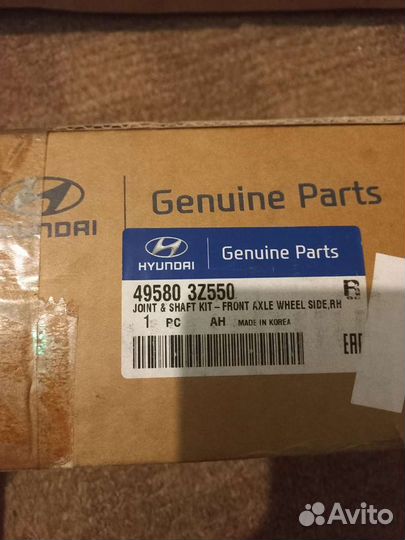 Genuine Parts
HYUNDAI
HYUNDAI
Genuine Parts
49580 3Z550
JOINT & SHAFT KIT - FRONT AXLE WHEEL SIDE,RH
1 PC AH MADE IN KOREA
EAC
Avito